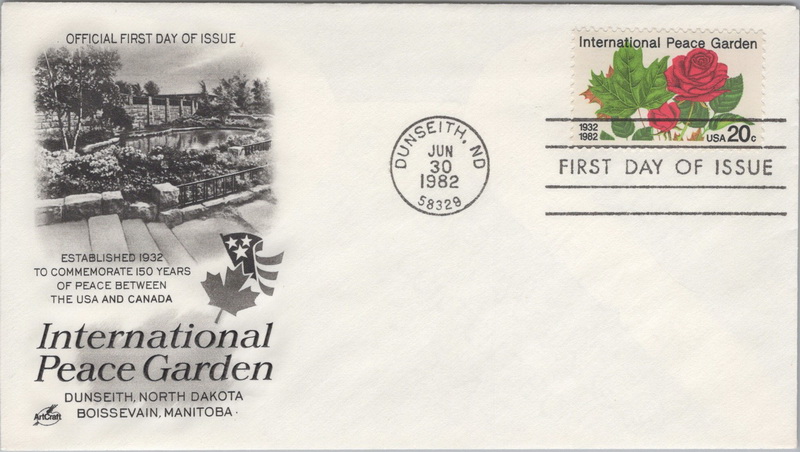 OFFICIAL FIRST DAY OF ISSUE
ESTABLISHED 1932
TO COMMEMORATE 150 YEARS
OF PEACE BETWEEN
THE USA AND CANADA
International
Peace Garden
DUNSEITH, NORTH DAKOTA
BOISSEVAIN, MANITOBA
ArtCraft
DUNSEITH, ND
JUN
30
1982
58329
International Peace Garden
1932
1982
USA 20c
FIRST DAY OF ISSUE